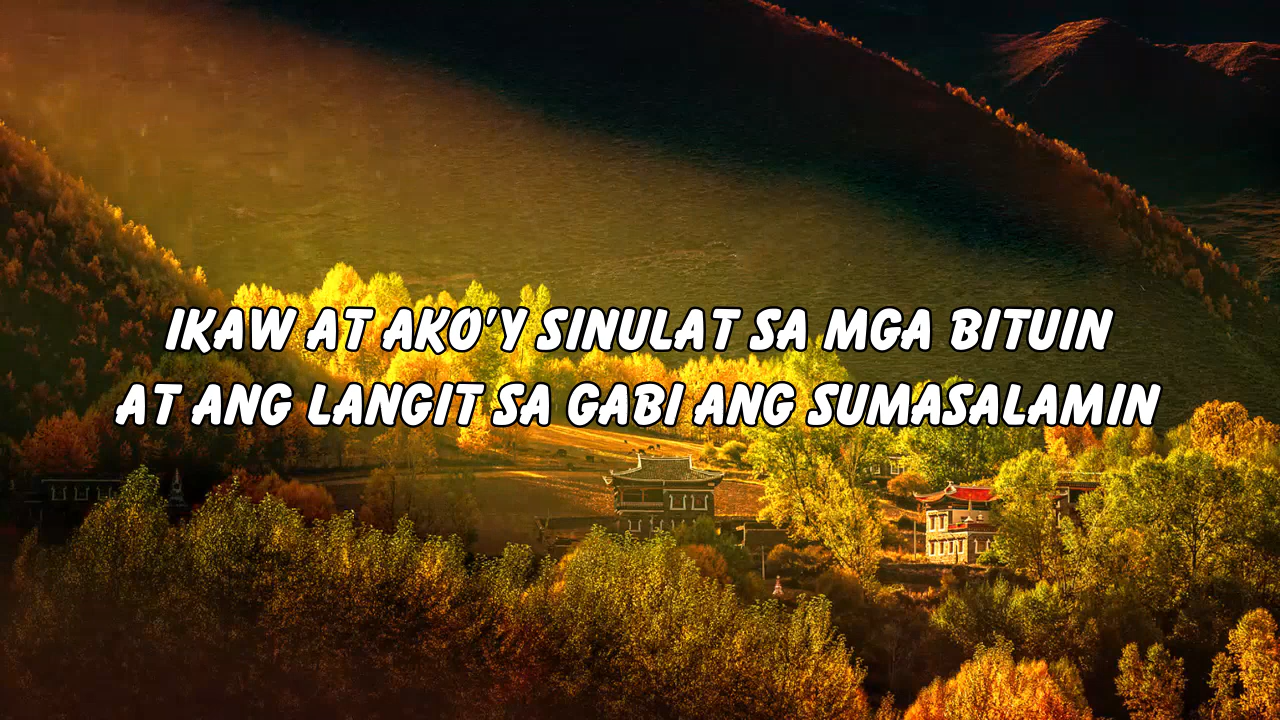 IKAW AT AKO'Y SINULAT SA MGA BITUIN
AT ANG LANGIT SA GABI ANG SUMASALAMIN